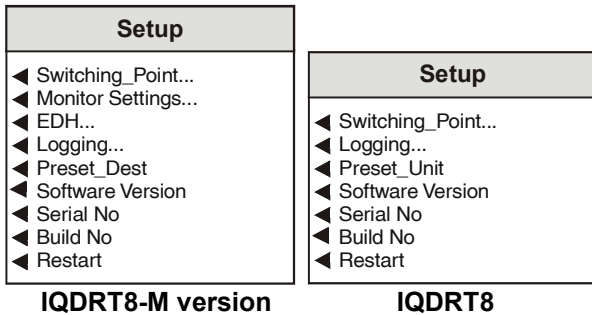 Setup
Switching_Point...
Monitor Settings...
EDH...
Logging...
Preset_Dest
Software Version
Serial No
Build No
Restart
IQDRT8-M version
Setup
Switching_Point...
Logging...
Preset_Unit
Software Version
Serial No
Build No
Restart
IQDRT8